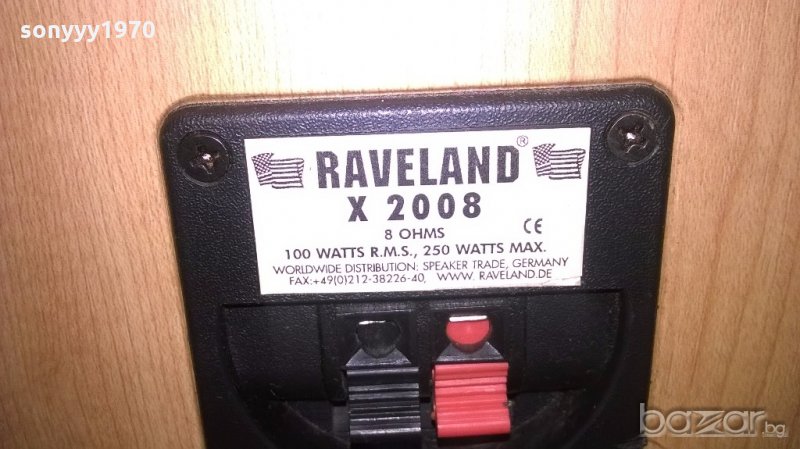 sonyyy1970
RAVELAND®
X 2008
8 OHMS CE
100 WATTS R.M.S., 250 WATTS MAX.
WORLDWIDE DISTRIBUTION: SPEAKER TRADE, GERMANY
FAX:+49(0)212-38226-40, WWW.RAVELAND.DE
bazar.bg